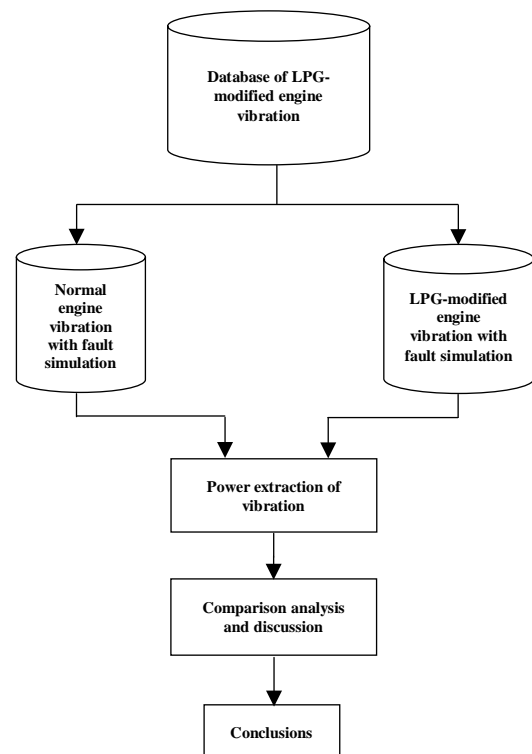 Database of LPG-
modified engine
vibration
Normal
engine
vibration
with fault
simulation
LPG-modified
engine
vibration with
fault simulation
Power extraction of
vibration
Comparison analysis
and discussion
Conclusions